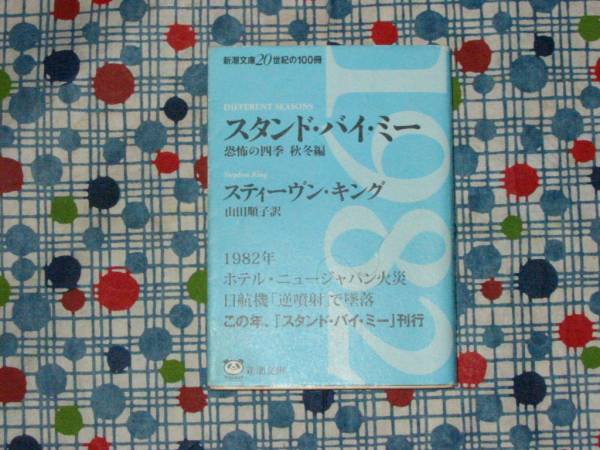 新潮文庫20世紀の100冊
1982
DIFFERENT SEASONS
スタンド・バイ・ミー
恐怖の四季 秋冬編
Stephen King
スティーヴン・キング
山田順子訳
1982年
ホテル・ニュージャパン火災
日航機「逆噴射」で墜落
この年、「スタンド・バイ・ミー」刊行
新潮文庫